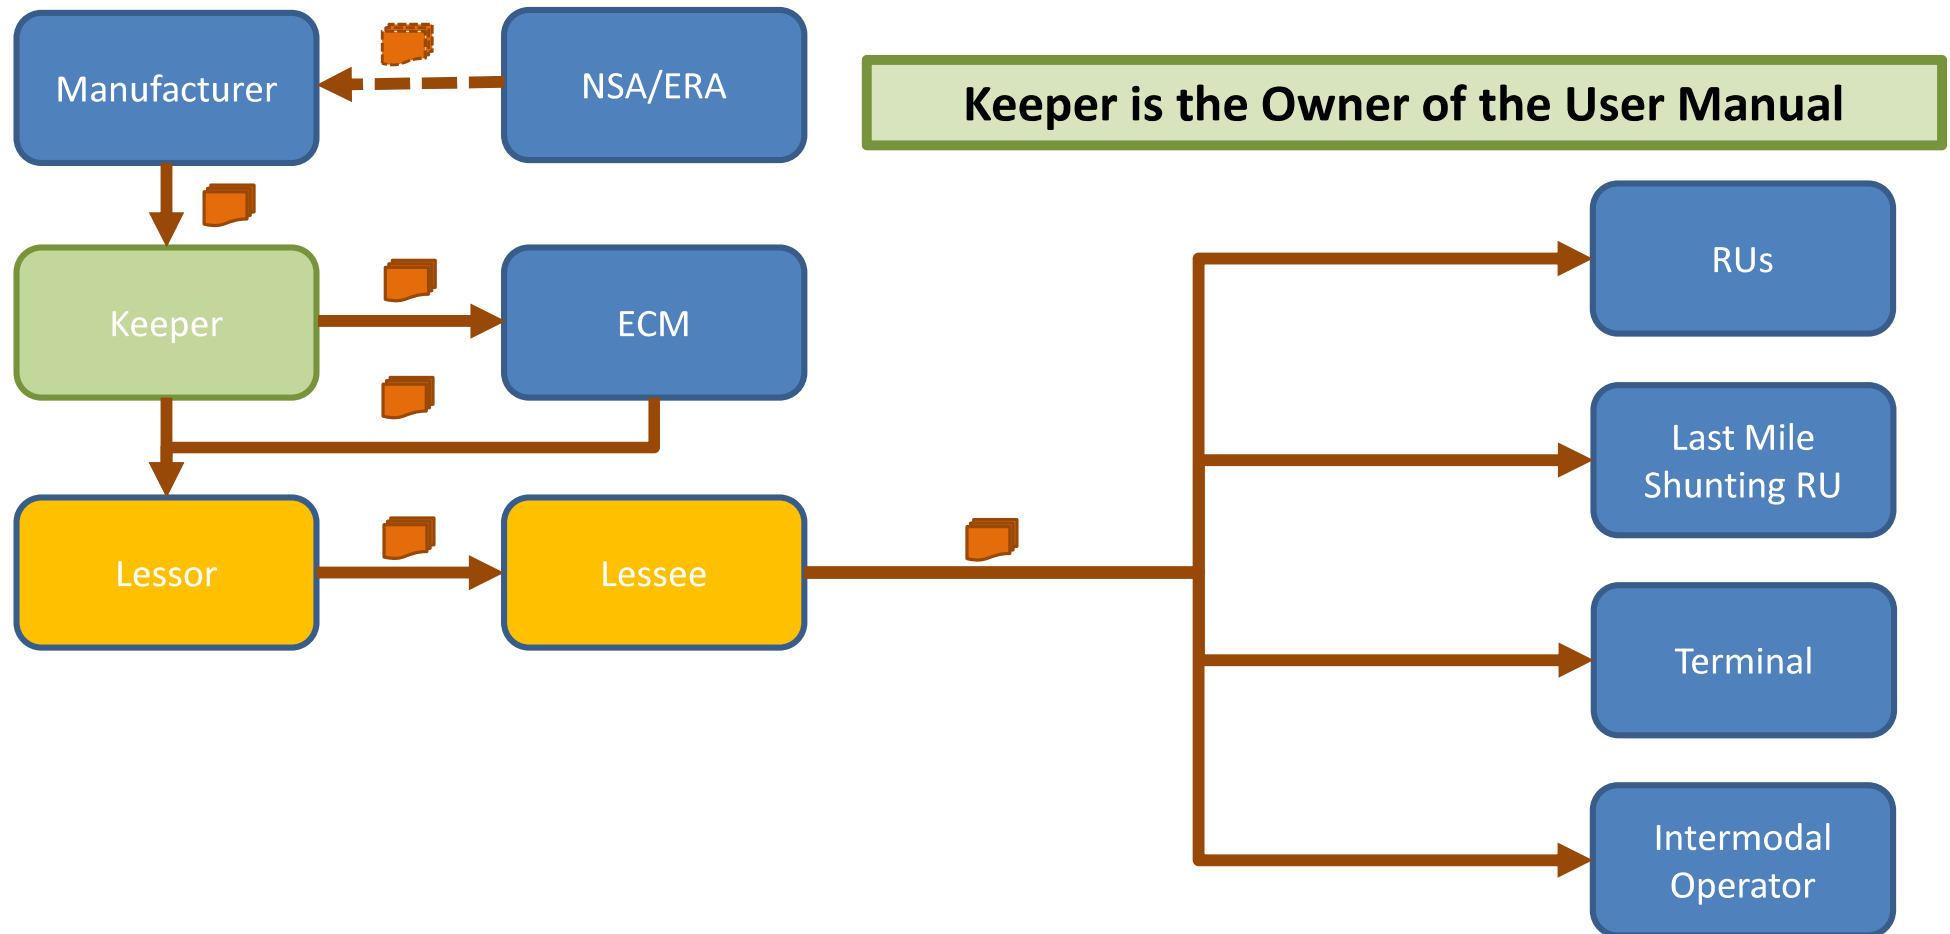 Manufacturer
NSA/ERA
Keeper is the Owner of the User Manual
RUs
Keeper
ECM
Last Mile
Shunting RU
Lessor
Lessee
Terminal
Intermodal
Operator